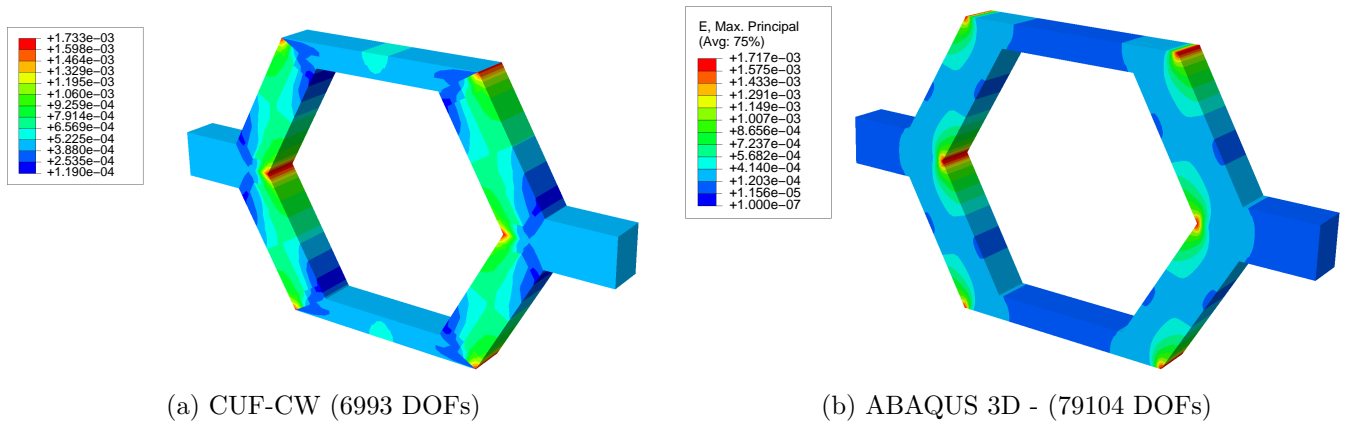 +1.733e−03
+1.598e−03
+1.464e−03
+1.329e−03
+1.195e−03
+1.060e−03
+9.259e−04
+7.914e−04
+6.569e−04
+5.225e−04
+3.880e−04
+2.535e−04
+1.190e−04
E, Max. Principal
(Avg: 75%)
+1.717e−03
+1.575e−03
+1.433e−03
+1.291e−03
+1.149e−03
+1.007e−03
+8.656e−04
+7.237e−04
+5.682e−04
+4.140e−04
+1.203e−04
+1.156e−05
+1.000e−07
(a) CUF-CW (6993 DOFs)
(b) ABAQUS 3D - (79104 DOFs)